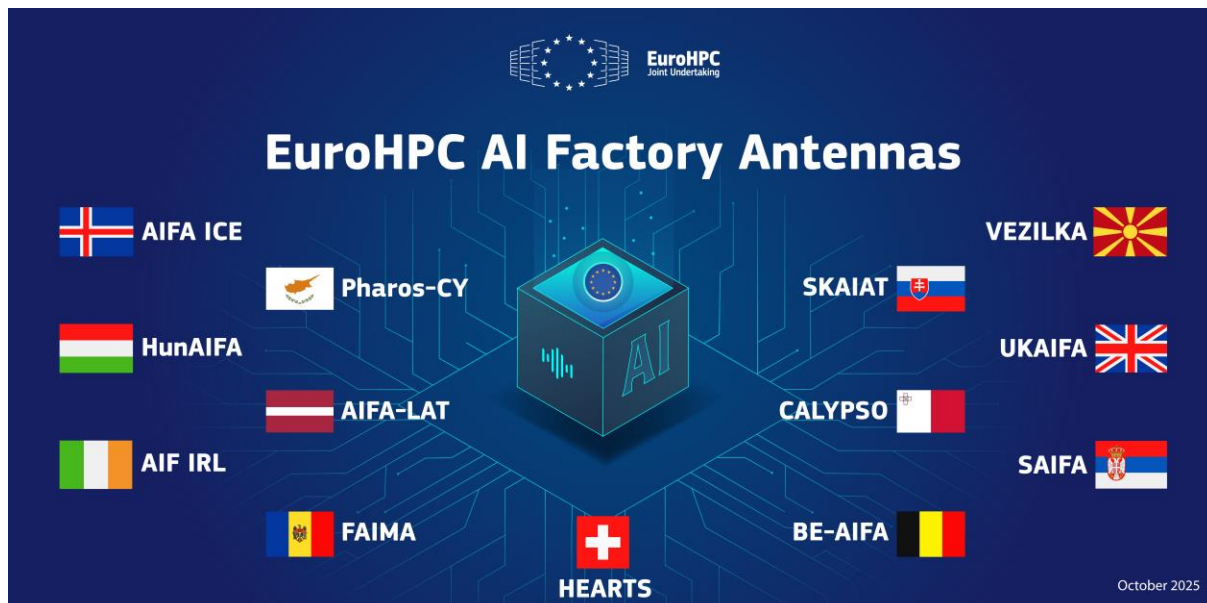 EuroHPC
Joint Undertaking
EuroHPC AI Factory Antennas
AIFA ICE
VEZILKA
Pharos-CY
SKAIAT
AI
HunAIFA
UKAIFA
AIFA-LAT
CALYPSO
AIF IRL
SAIFA
FAIMA
BE-AIFA
HEARTS
October 2025